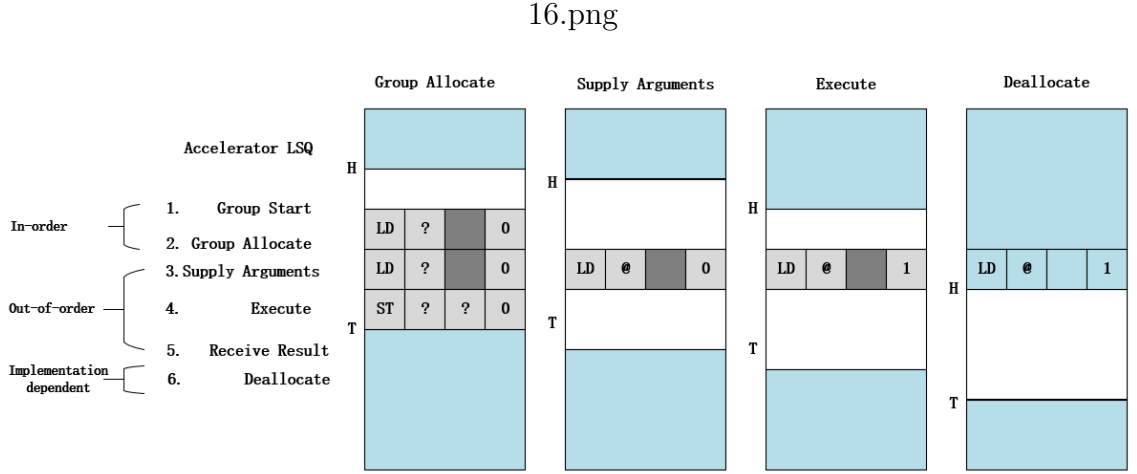 16.png
Group Allocate
Supply Arguments
Execute
Deallocate
Accelerator LSQ
In-order
1. Group Start
2. Group Allocate
Out-of-order
3. Supply Arguments
4. Execute
5. Receive Result
Implementation dependent
6. Deallocate
H
LD ? 0
LD ? 0
ST ? ? 0
T
H
LD @ 0
T
H
LD @ 1
T
LD @ 1
H
T